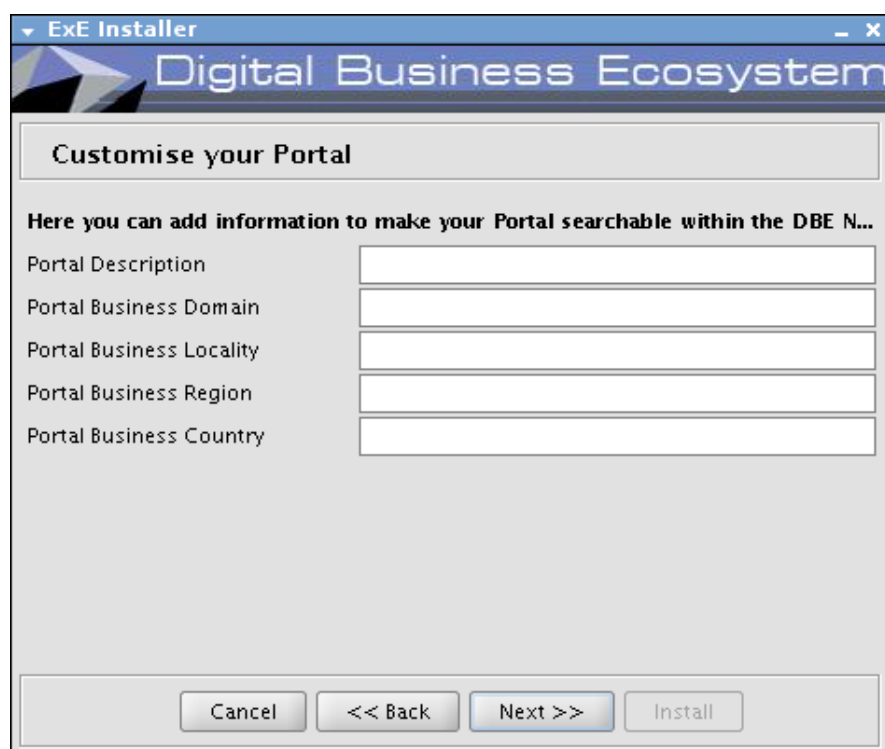 ExE Installer
Digital Business Ecosystem
Customise your Portal
Here you can add information to make your Portal searchable within the DBE N...
Portal Description
Portal Business Domain
Portal Business Locality
Portal Business Region
Portal Business Country
Cancel
<< Back
Next >>
Install